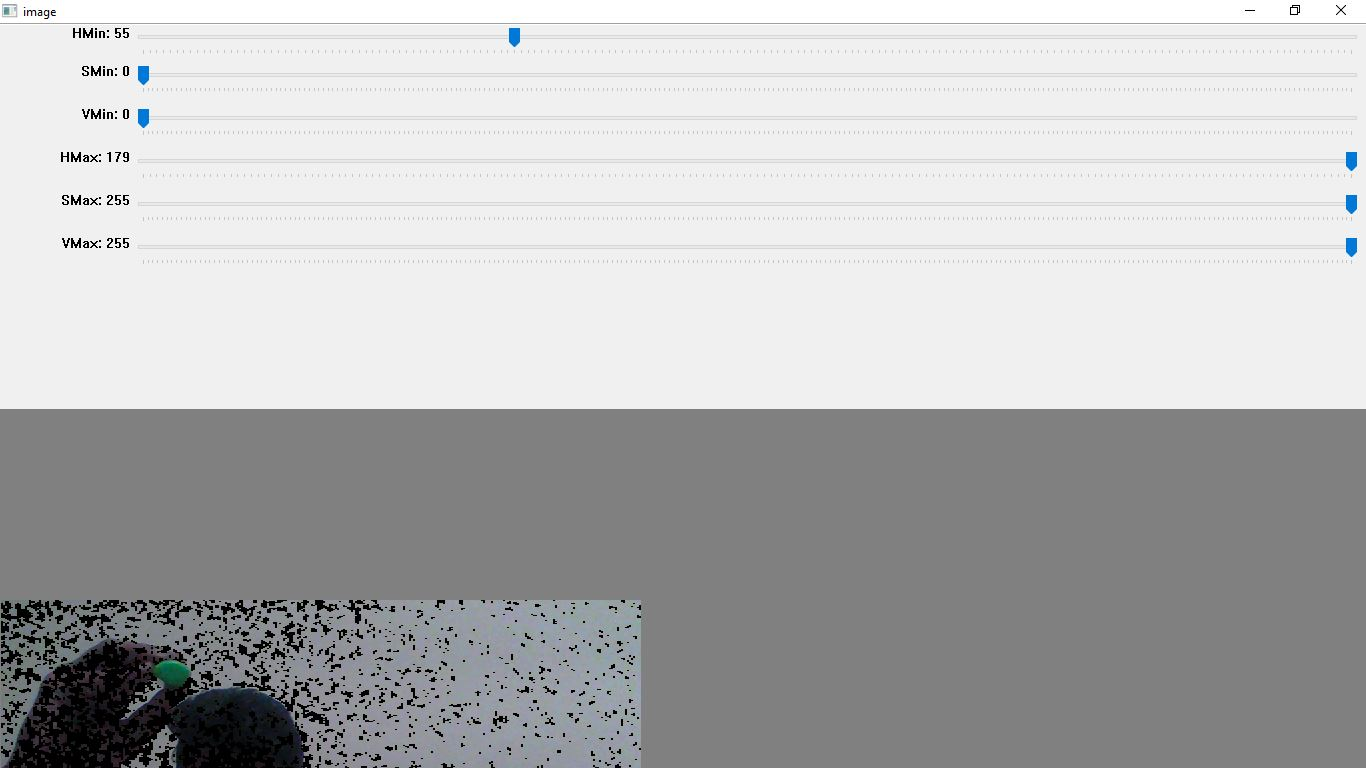 image
HMin: 55
SMin: 0
VMin: 0
HMax: 179
SMax: 255
VMax: 255